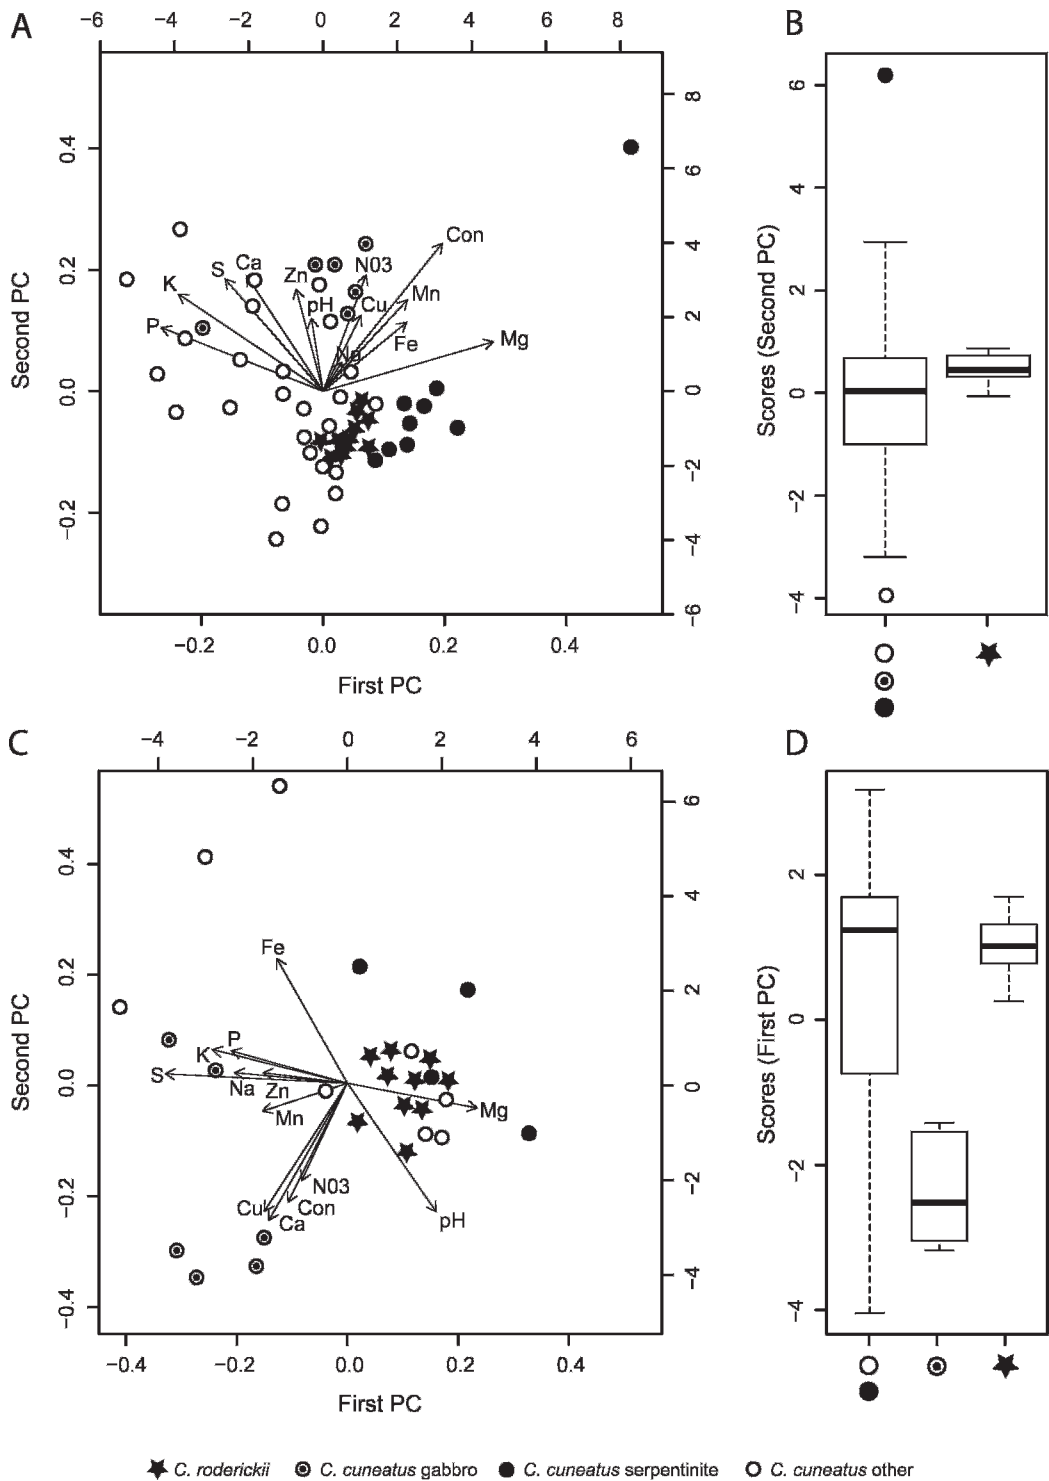 A
−6 −4 −2 0 2 4 6 8
Second PC
0.4
0.2
0.0
−0.2
8
6
4
2
0
−2
−4
−6
Con
N03
Ca
S
Zn
K
Mn
Cu
pH
P
Fe
Mg
Na
−0.2 0.0 0.2 0.4
First PC
B
Scores (Second PC)
6
4
2
0
−2
−4
C
−4 −2 0 2 4 6
Second PC
0.4
0.2
0.0
−0.2
−0.4
6
4
2
0
−2
−4
Fe
P
K
S
Na
Zn
Mn
Mg
N03
Cu
Con
Ca
pH
−0.4 −0.2 0.0 0.2 0.4
First PC
D
Scores (First PC)
2
0
−2
−4
C. roderickii C. cuneatus gabbro C. cuneatus serpentinite C. cuneatus other